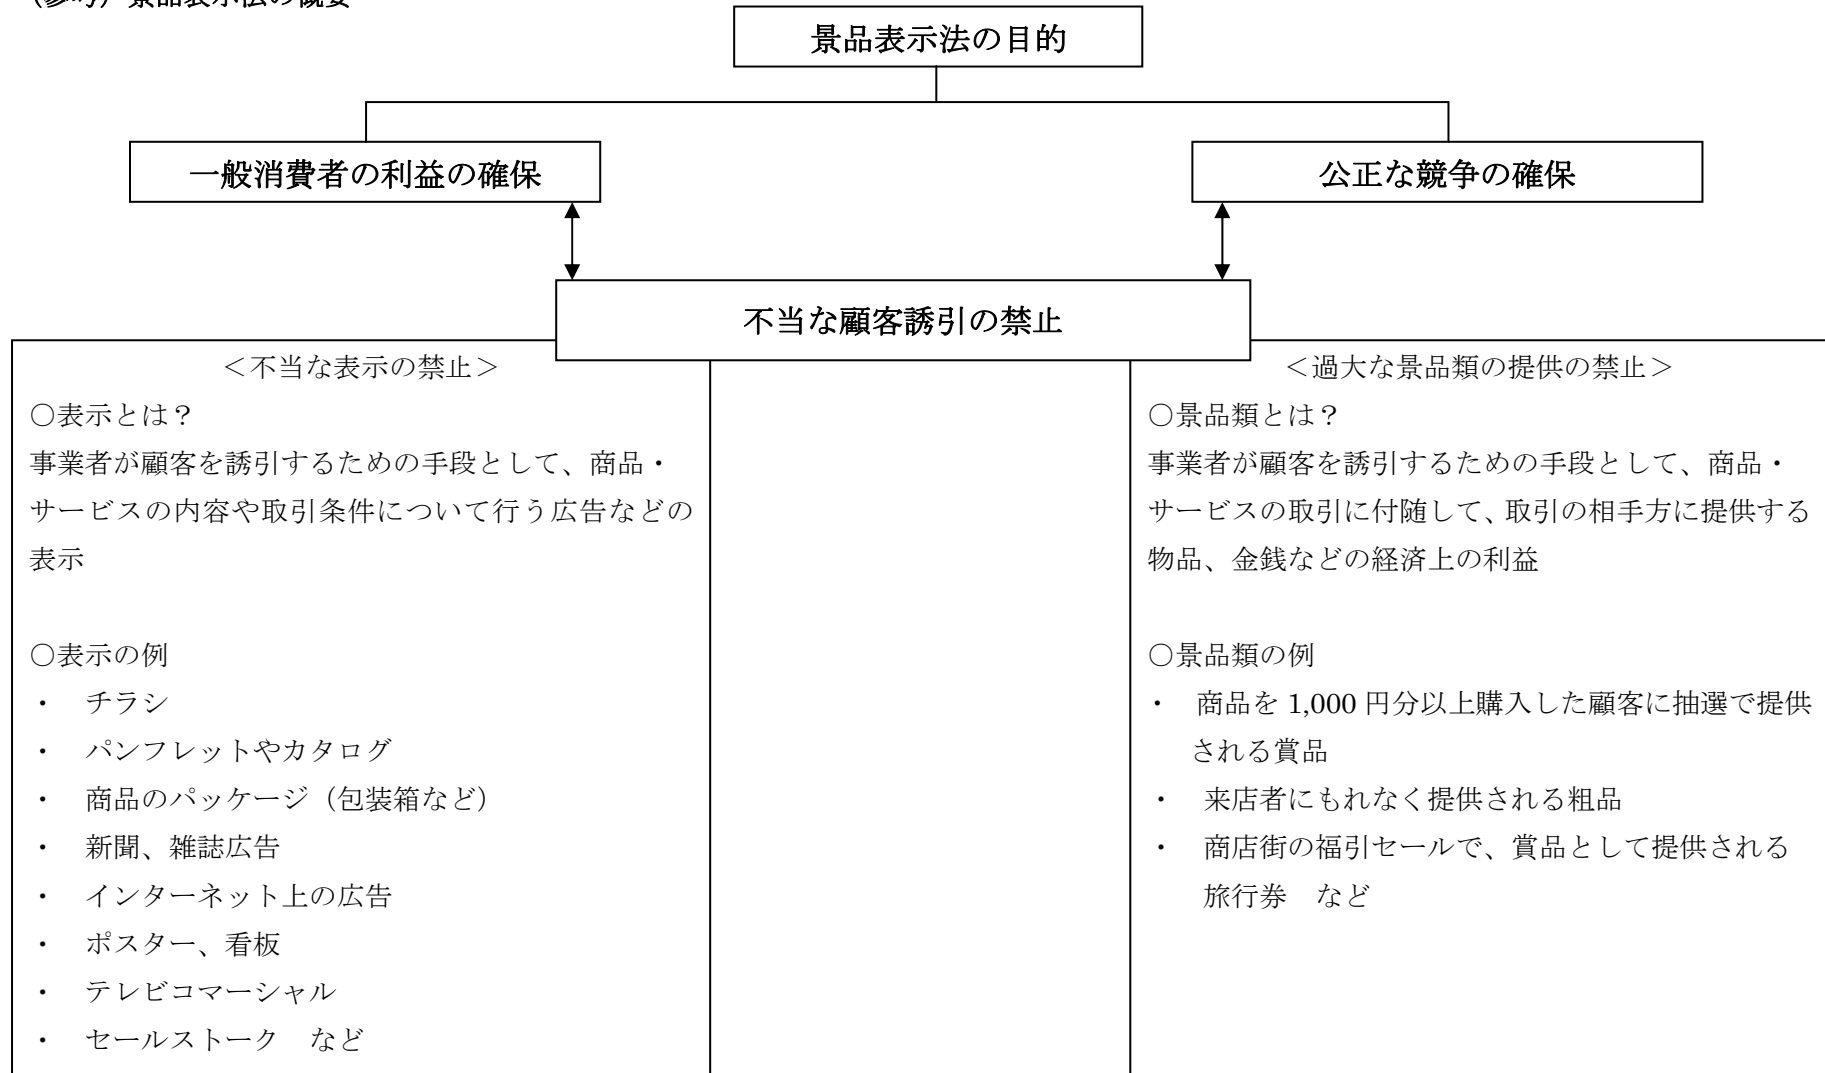 (参考) 景品表示法の概要
景品表示法の目的
一般消費者の利益の確保
公正な競争の確保
不当な顧客誘引の禁止
＜不当な表示の禁止＞
○表示とは？
事業者が顧客を誘引するための手段として、商品・
サービスの内容や取引条件について行う広告などの
表示
○表示の例
・　チラシ
・　パンフレットやカタログ
・　商品のパッケージ（包装箱など）
・　新聞、雑誌広告
・　インターネット上の広告
・　ポスター、看板
・　テレビコマーシャル
・　セールストーク　など
＜過大な景品類の提供の禁止＞
○景品類とは？
事業者が顧客を誘引するための手段として、商品・
サービスの取引に付随して、取引の相手方に提供する
物品、金銭などの経済上の利益
○景品類の例
・　商品を 1,000 円分以上購入した顧客に抽選で提供
される賞品
・　来店者にもれなく提供される粗品
・　商店街の福引セールで、賞品として提供される
旅行券　など